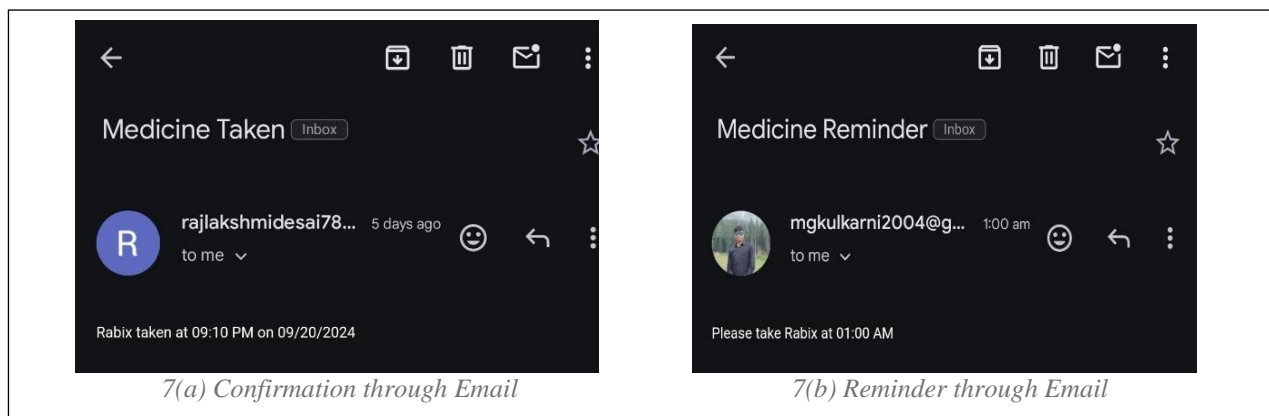 Medicine Taken Inbox
R
rajlakshmidesai78... 5 days ago
to me
Rabix taken at 09:10 PM on 09/20/2024
7(a) Confirmation through Email
Medicine Reminder Inbox
mgkulkarni2004@g... 1:00 am
to me
Please take Rabix at 01:00 AM
7(b) Reminder through Email